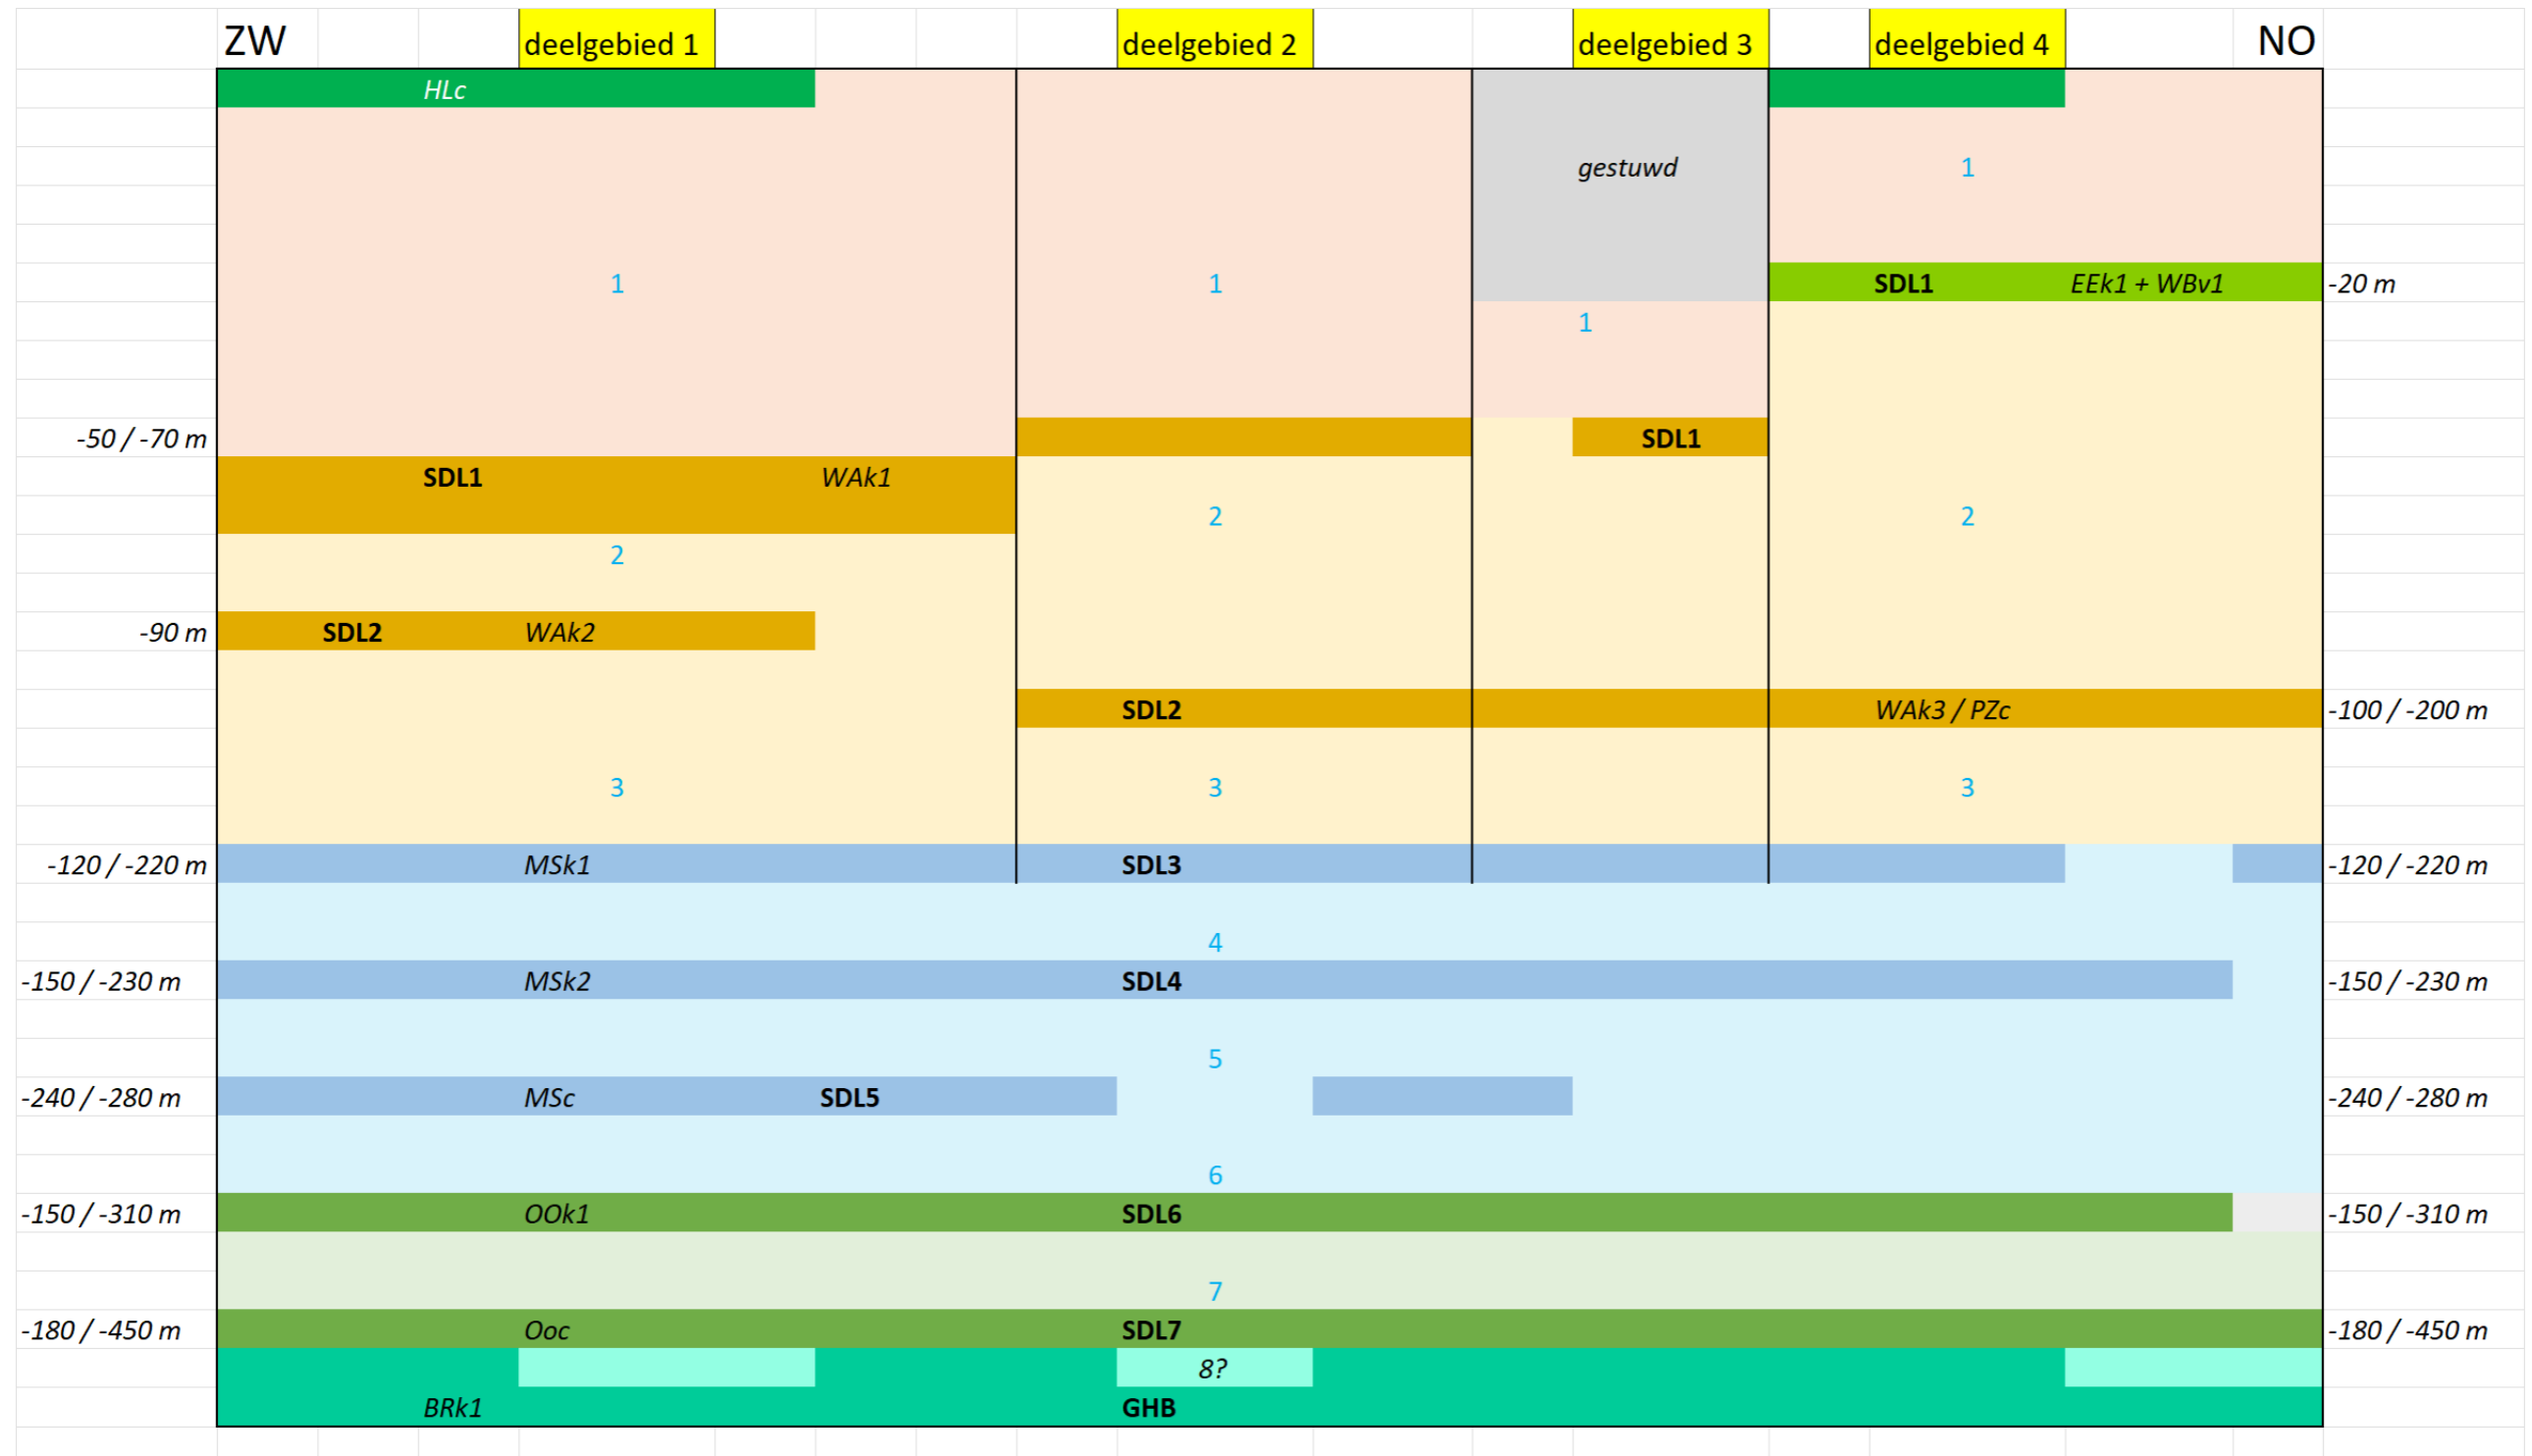 ZW deelgebied 1 deelgebied 2 deelgebied 3 deelgebied 4 NO
HLc
gestuwd 1
1 1 SDL1 EEk1 + WBv1 -20 m
1
-50 / -70 m SDL1
SDL1 WAk1
2 2
2
-90 m SDL2 WAk2
SDL2 WAk3 / PZc -100 / -200 m
3 3 3
-120 / -220 m MSk1 SDL3 -120 / -220 m
4
-150 / -230 m MSk2 SDL4 -150 / -230 m
5
-240 / -280 m MSc SDL5 -240 / -280 m
6
-150 / -310 m OOk1 SDL6 -150 / -310 m
7
-180 / -450 m Ooc SDL7 -180 / -450 m
8?
BRk1 GHB